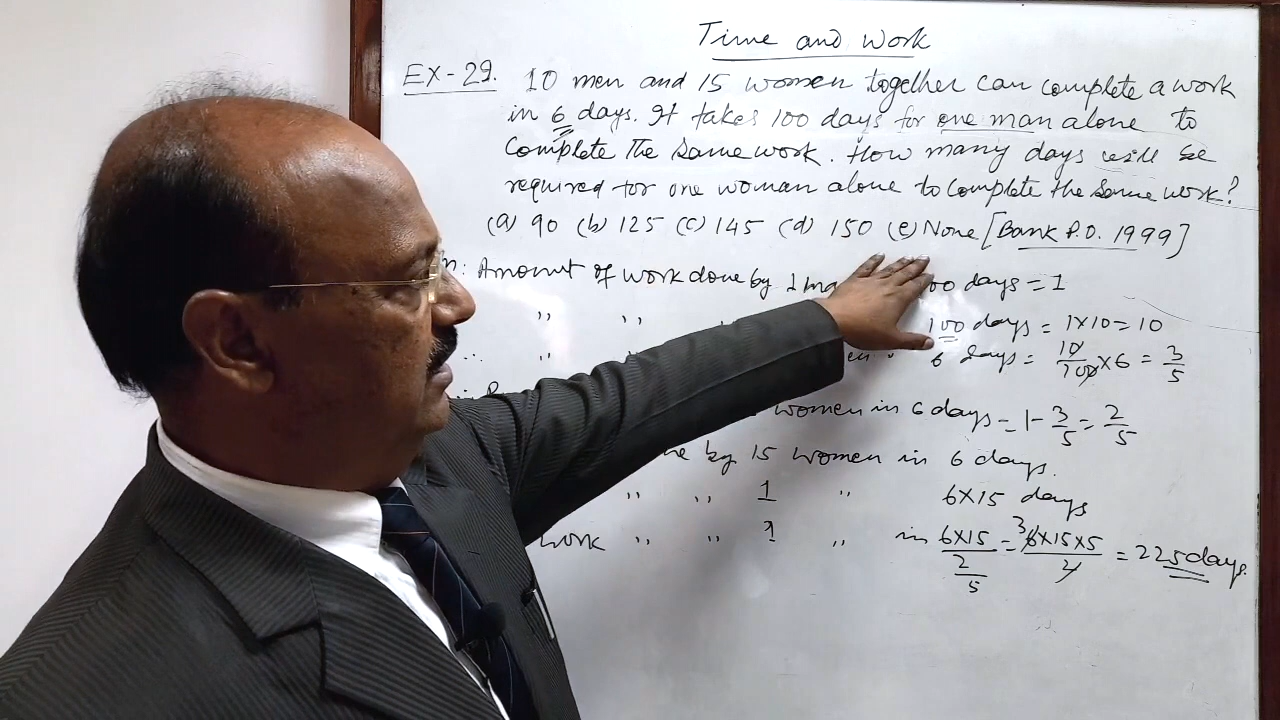 Time and Work
EX-29. 10 men and 15 women together can complete a work
in 6 days. It takes 100 days for one man alone to
complete the same work. How many days will be
required for one woman alone to complete the same work?
(a) 90 (b) 125 (c) 145 (d) 150 (e) None [Bank P.O. 1999]
Amount of work done by 1 days = 1
,, ,, 100 days = 1×10 = 10
∴ ,, 6 days = 10/100 × 6 = 3/5
women in 6 days = 1 - 3/5 = 2/5
by 15 women in 6 days.
,, ,, 1 ,, 6×15 days
work ,, ,, 1 ,, in 6×15/(2/5) = 3 6×15×5/2 = 225 days.